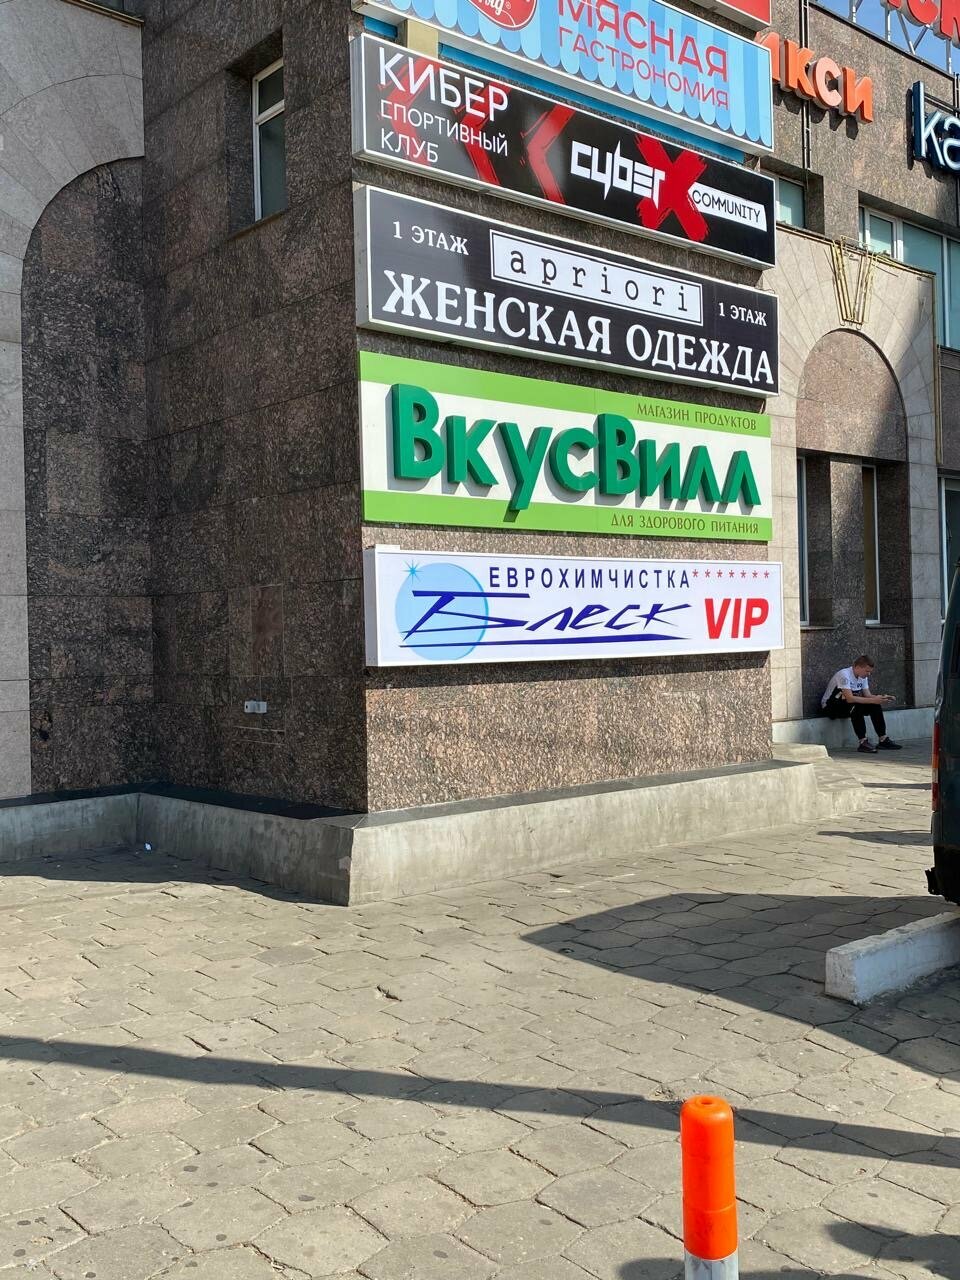 МЯСНАЯ
ГАСТРОНОМИЯ
ИКСИ
КИБЕР
СПОРТИВНЫЙ
КЛУБ
cyberX
COMMUNITY
1 ЭТАЖ
apriori
1 ЭТАЖ
ЖЕНСКАЯ ОДЕЖДА
МАГАЗИН ПРОДУКТОВ
ВкусВилл
ДЛЯ ЗДОРОВОГО ПИТАНИЯ
ЕВРОХИМЧИСТКА*******
Блеск VIP